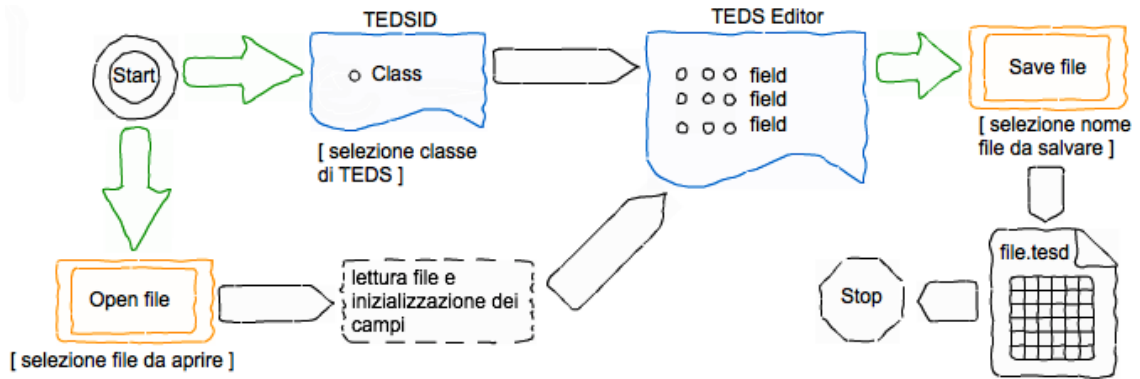 TEDSID
TEDS Editor
Start
Class
field
field
field
Save file
[ selezione classe
di TEDS ]
[ selezione nome
file da salvare ]
file.tesd
Stop
Open file
lettura file e
inizializzazione dei
campi
[ selezione file da aprire ]